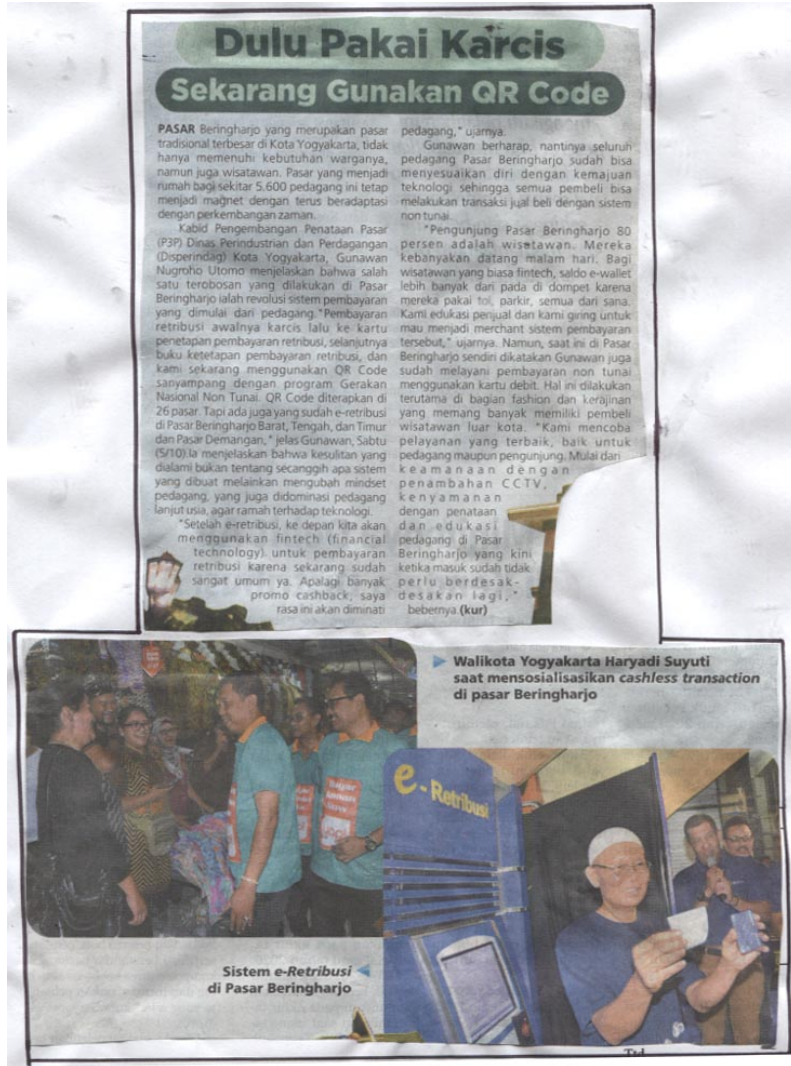 Dulu Pakai Karcis
Sekarang Gunakan QR Code
PASAR Beringharjo yang merupakan pasar
tradisional terbesar di Kota Yogyakarta, tidak
hanya memenuhi kebutuhan warganya,
namun juga wisatawan. Pasar yang menjadi
rumah bagi sekitar 5.600 pedagang ini tetap
menjadi magnet dengan terus beradaptasi
dengan perkembangan zaman.
Kabid Pengembangan Penataan Pasar
(P3P) Dinas Perindustrian dan Perdagangan
(Disperindag) Kota Yogyakarta, Gunawan
Nugroho Utomo menjelaskan bahwa salah
satu terobosan yang dilakukan di Pasar
Beringharjo ialah revolusi sistem pembayaran
yang dimulai dari pedagang. "Pembayaran
retribusi awalnya karcis lalu ke kartu
penetapan pembayaran retribusi, selanjutnya
buku ketetapan pembayaran retribusi, dan
kami sekarang menggunakan QR Code
sanyampang dengan program Gerakan
Nasional Non Tunai. QR Code diterapkan di
26 pasar. Tapi ada juga yang sudah e-retribusi
di Pasar Beringharjo Barat, Tengah, dan Timur
dan Pasar Demangan," jelas Gunawan, Sabtu
(5/10).Ia menjelaskan bahwa kesulitan yang
dialami bukan tentang secanggih apa sistem
yang dibuat melainkan mengubah mindset
pedagang, yang juga didominasi pedagang
lanjut usia, agar ramah terhadap teknologi.
"Setelah e-retribusi, ke depan kita akan
menggunakan fintech (financial
technology) untuk pembayaran
retribusi karena sekarang sudah
sangat umum ya. Apalagi banyak
promo cashback, saya
rasa ini akan diminati
pedagang," ujarnya.
Gunawan berharap, nantinya seluruh
pedagang Pasar Beringharjo sudah bisa
menyesuaikan diri dengan kemajuan
teknologi sehingga semua pembeli bisa
melakukan transaksi jual beli dengan sistem
non tunai.
"Pengunjung Pasar Beringharjo 80
persen adalah wisatawan. Mereka
kebanyakan datang malam hari. Bagi
wisatawan yang biasa fintech, saldo e-wallet
lebih banyak dari pada di dompet karena
mereka pakai tol, parkir, semua dari sana.
Kami edukasi penjual dan kami giring untuk
mau menjadi merchant sistem pembayaran
tersebut," ujarnya. Namun, saat ini di Pasar
Beringharjo sendiri dikatakan Gunawan juga
sudah melayani pembayaran non tunai
menggunakan kartu debit. Hal ini dilakukan
terutama di bagian fashion dan kerajinan
yang memang banyak memiliki pembeli
wisatawan luar kota. "Kami mencoba
pelayanan yang terbaik, baik untuk
pedagang maupun pengunjung. Mulai dari
keamanaan dengan
penambahan CCTV,
kenyamanan
dengan penataan
dan edukasi
pedagang di Pasar
Beringharjo yang kini
ketika masuk sudah tidak
perlu berdesak-
desakan lagi,"
bebernya.(kur)
Walikota Yogyakarta Haryadi Suyuti
saat mensosialisasikan cashless transaction
di pasar Beringharjo
e-Retribusi
Sistem e-Retribusi
di Pasar Beringharjo